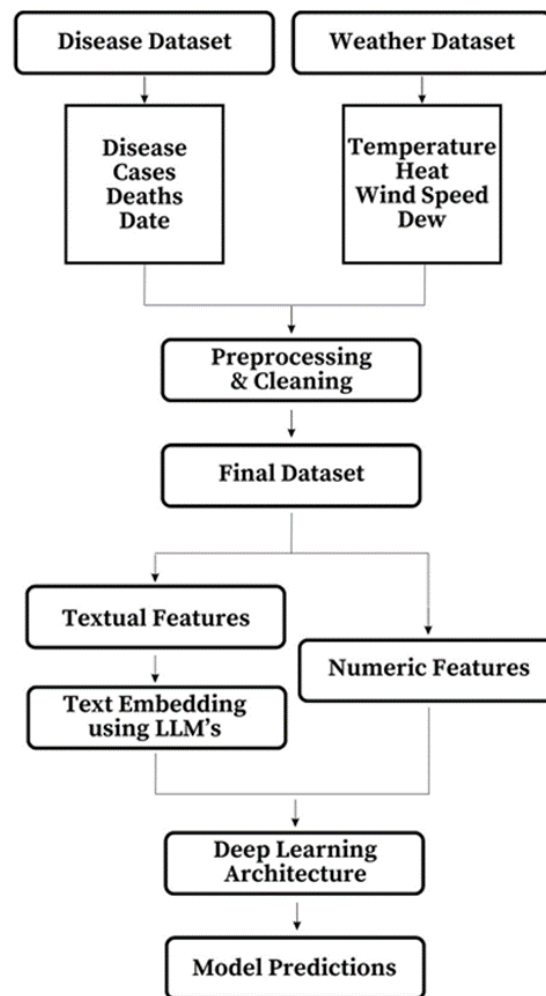 Disease Dataset
Weather Dataset
Disease
Cases
Deaths
Date
Temperature
Heat
Wind Speed
Dew
Preprocessing
& Cleaning
Final Dataset
Textual Features
Numeric Features
Text Embedding
using LLM's
Deep Learning
Architecture
Model Predictions